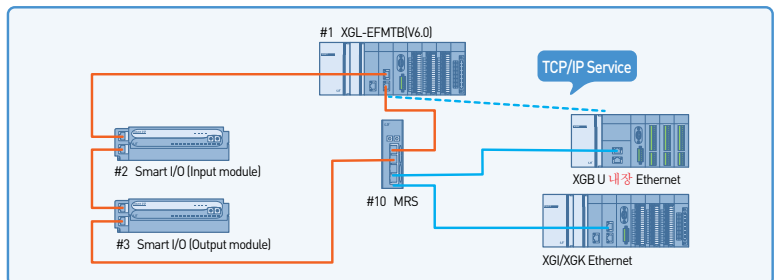 #1 XGL-EFMTB(V6.0)
TCP/IP Service
#2 Smart I/O (Input module)
#10 MRS
XGB U 내장 Ethernet
#3 Smart I/O (Output module)
XGI/XGK Ethernet